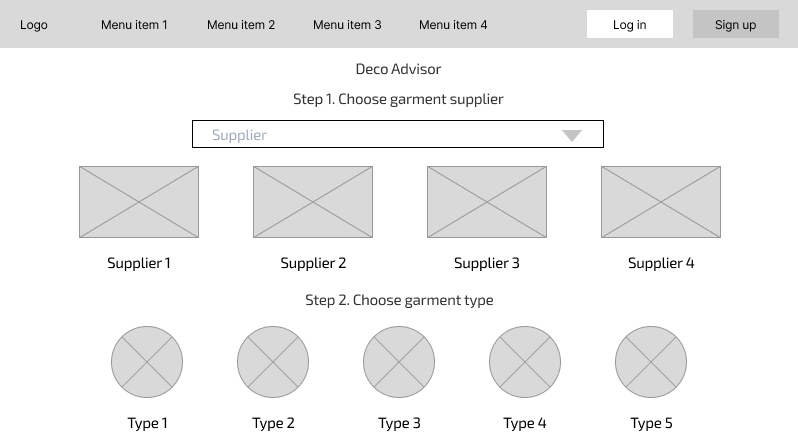 Logo Menu item 1 Menu item 2 Menu item 3 Menu item 4 Log in Sign up
Deco Advisor
Step 1. Choose garment supplier
Supplier
Supplier 1 Supplier 2 Supplier 3 Supplier 4
Step 2. Choose garment type
Type 1 Type 2 Type 3 Type 4 Type 5